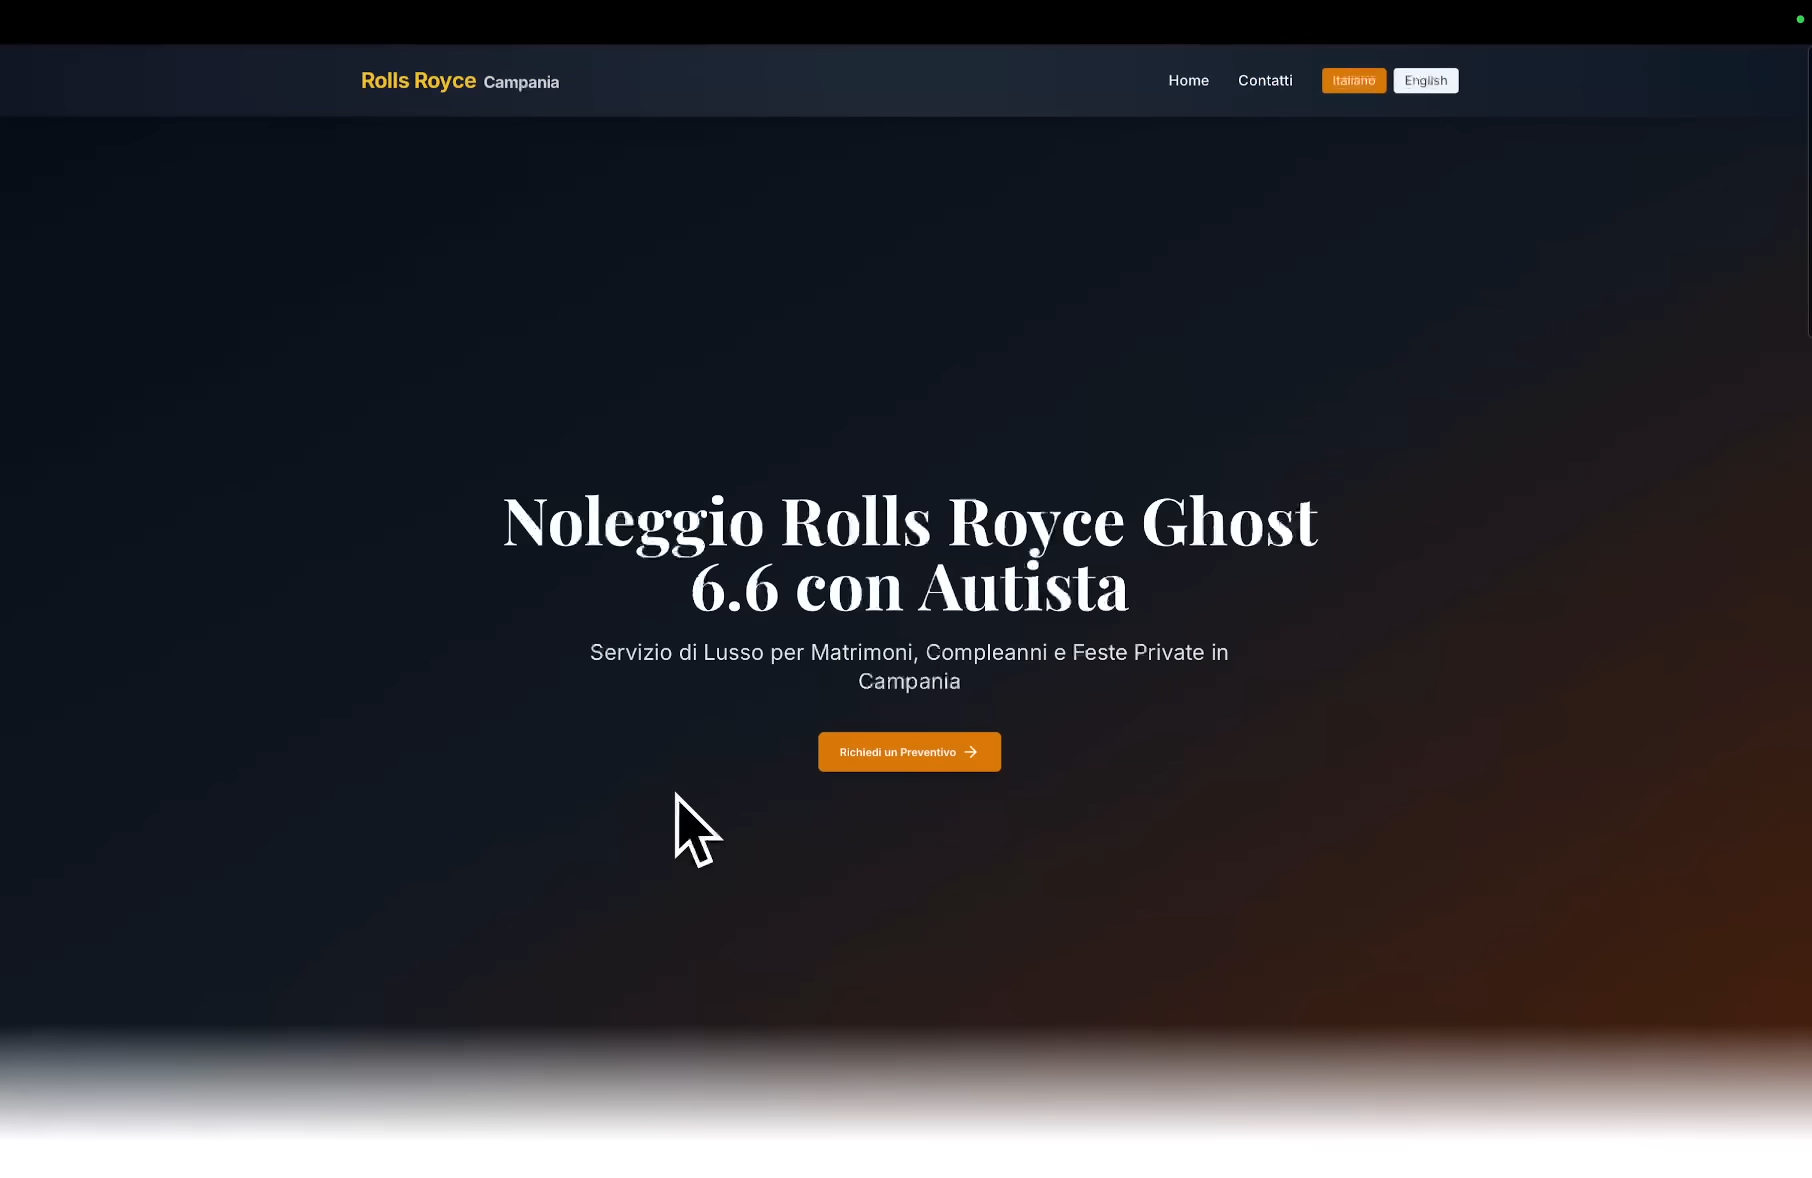 Rolls Royce Campania
Home
Contatti
Italiano
English
Noleggio Rolls Royce Ghost
6.6 con Autista
Servizio di Lusso per Matrimoni, Compleanni e Feste Private in
Campania
Richiedi un Preventivo